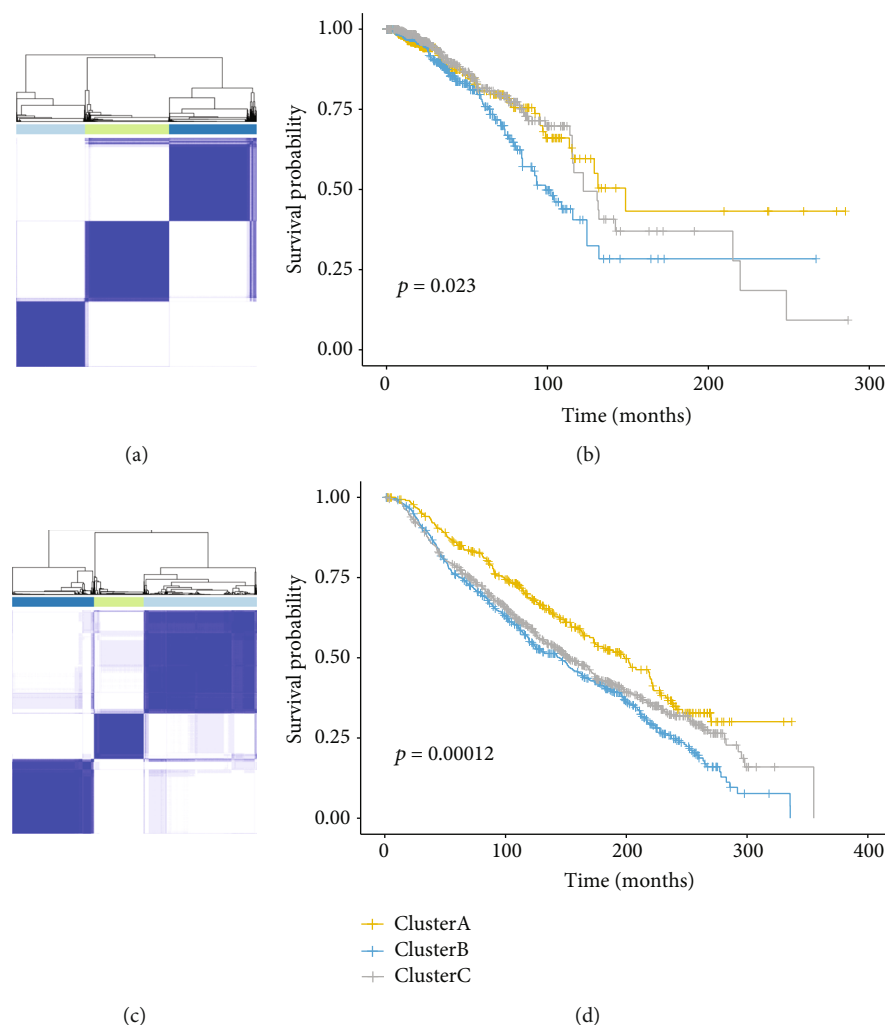 1.00
0.75
0.50
0.25
0.00
Survival probability
p = 0.023
0 100 200 300
Time (months)
(a)
(b)
1.00
0.75
0.50
0.25
0.00
Survival probability
p = 0.00012
0 100 200 300 400
Time (months)
ClusterA
ClusterB
ClusterC
(c)
(d)